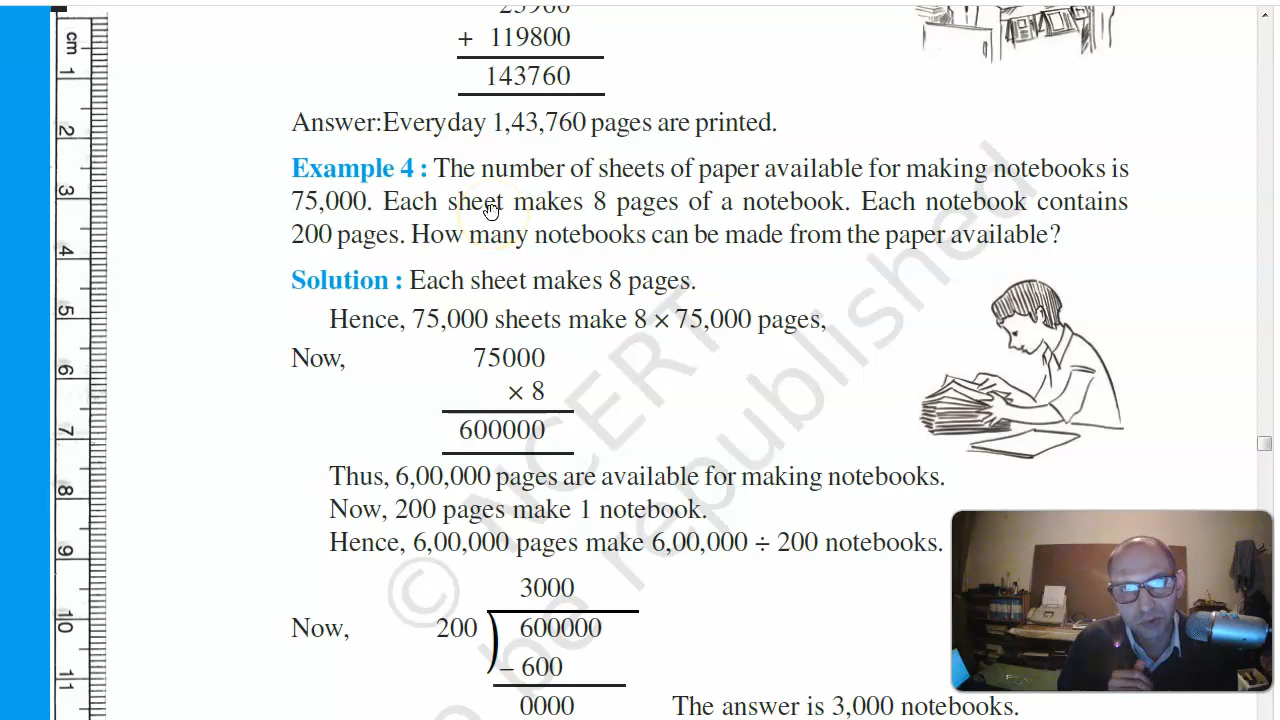 + 119800
143760
Answer:Everyday 1,43,760 pages are printed.
Example 4 : The number of sheets of paper available for making notebooks is
75,000. Each sheet makes 8 pages of a notebook. Each notebook contains
200 pages. How many notebooks can be made from the paper available?
Solution : Each sheet makes 8 pages.
Hence, 75,000 sheets make 8 × 75,000 pages,
Now, 75000
× 8
600000
Thus, 6,00,000 pages are available for making notebooks.
Now, 200 pages make 1 notebook.
Hence, 6,00,000 pages make 6,00,000 ÷ 200 notebooks.
3000
Now, 200 ) 600000
– 600
0000 The answer is 3,000 notebooks.
cm
1
2
3
4
5
6
7
8
9
10
11
© NCERT
be republished